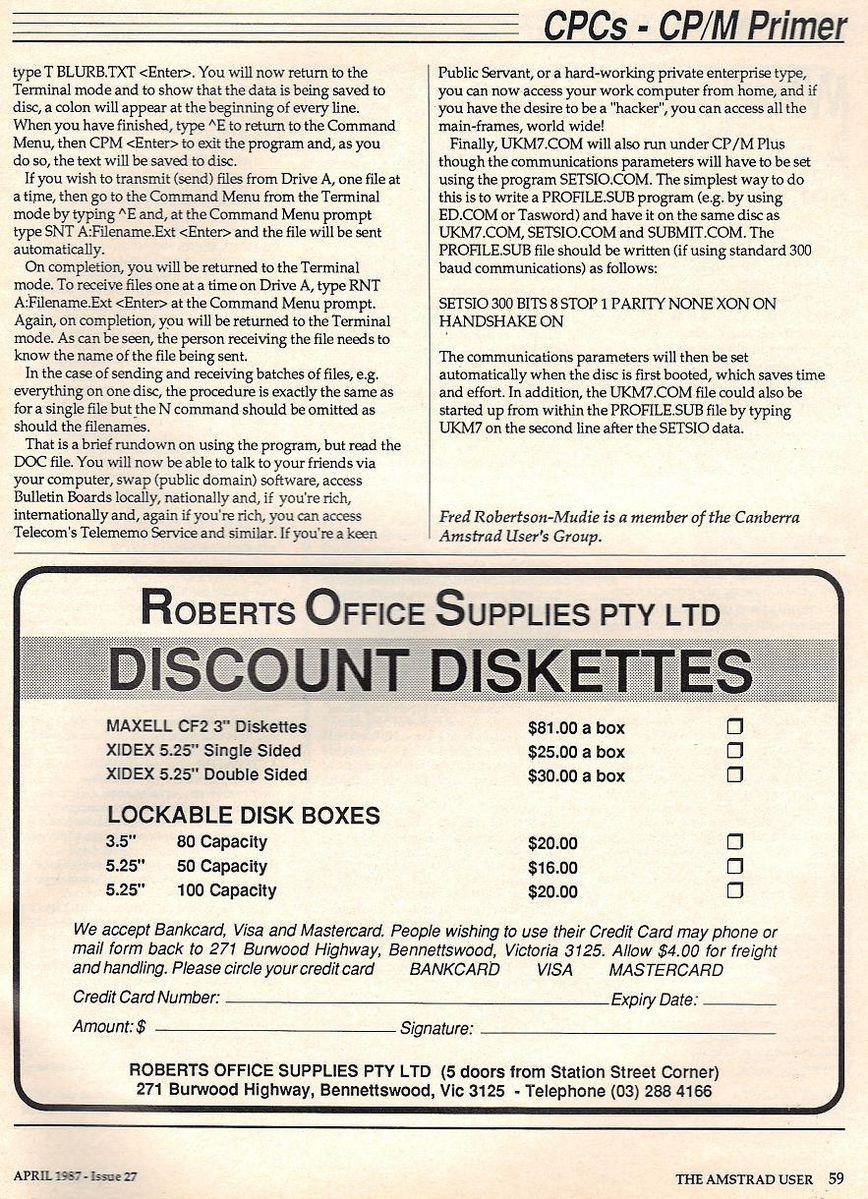 CPCs - CP/M Primer
type T BLURB.TXT <Enter>. You will now return to the
Terminal mode and to show that the data is being saved to
disc, a colon will appear at the beginning of every line.
When you have finished, type ^E to return to the Command
Menu, then CPM <Enter> to exit the program and, as you
do so, the text will be saved to disc.
If you wish to transmit (send) files from Drive A, one file at
a time, then go to the Command Menu from the Terminal
mode by typing ^E and, at the Command Menu prompt
type SNT A:Filename.Ext <Enter> and the file will be sent
automatically.
On completion, you will be returned to the Terminal
mode. To receive files one at a time on Drive A, type RNT
A:Filename.Ext <Enter> at the Command Menu prompt.
Again, on completion, you will be returned to the Terminal
mode. As can be seen, the person receiving the file needs to
know the name of the file being sent.
In the case of sending and receiving batches of files, e.g.
everything on one disc, the procedure is exactly the same as
for a single file but the N command should be omitted as
should the filenames.
That is a brief rundown on using the program, but read the
DOC file. You will now be able to talk to your friends via
your computer, swap (public domain) software, access
Bulletin Boards locally, nationally and, if you're rich,
internationally and, again if you're rich, you can access
Telecom's Telememo Service and similar. If you're a keen
Public Servant, or a hard-working private enterprise type,
you can now access your work computer from home, and if
you have the desire to be a "hacker", you can access all the
main-frames, world wide!
Finally, UKM7.COM will also run under CP/M Plus
though the communications parameters will have to be set
using the program SETSIO.COM. The simplest way to do
this is to write a PROFILE.SUB program (e.g. by using
ED.COM or Tasword) and have it on the same disc as
UKM7.COM, SETSIO.COM and SUBMIT.COM. The
PROFILE.SUB file should be written (if using standard 300
baud communications) as follows:
SETSIO 300 BITS 8 STOP 1 PARITY NONE XON ON
HANDSHAKE ON
The communications parameters will then be set
automatically when the disc is first booted, which saves time
and effort. In addition, the UKM7.COM file could also be
started up from within the PROFILE.SUB file by typing
UKM7 on the second line after the SETSIO data.
Fred Robertson-Mudie is a member of the Canberra
Amstrad User's Group.
ROBERTS OFFICE SUPPLIES PTY LTD
DISCOUNT DISKETTES
MAXELL CF2 3" Diskettes $81.00 a box
XIDEX 5.25" Single Sided $25.00 a box
XIDEX 5.25" Double Sided $30.00 a box
LOCKABLE DISK BOXES
3.5" 80 Capacity $20.00
5.25" 50 Capacity $16.00
5.25" 100 Capacity $20.00
We accept Bankcard, Visa and Mastercard. People wishing to use their Credit Card may phone or
mail form back to 271 Burwood Highway, Bennettswood, Victoria 3125. Allow $4.00 for freight
and handling. Please circle your credit card BANKCARD VISA MASTERCARD
Credit Card Number: Expiry Date:
Amount: $ Signature:
ROBERTS OFFICE SUPPLIES PTY LTD (5 doors from Station Street Corner)
271 Burwood Highway, Bennettswood, Vic 3125 - Telephone (03) 288 4166
APRIL 1987 - Issue 27
THE AMSTRAD USER 59